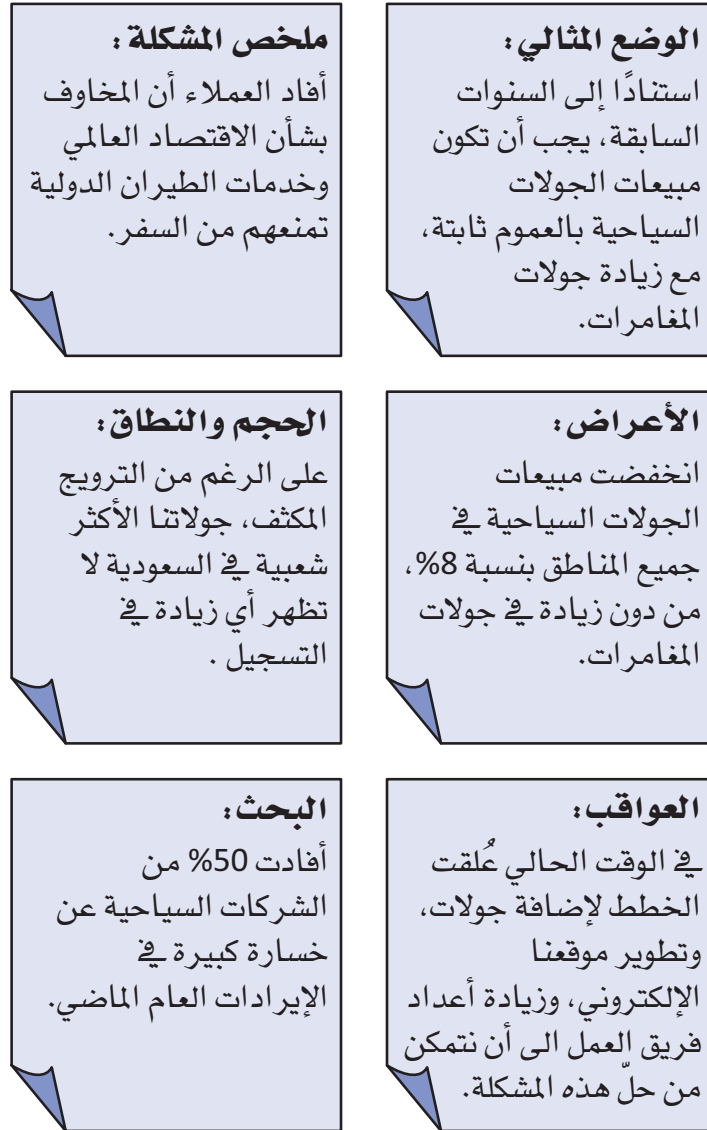 الوضع المثالي:
استنادًا إلى السنوات
السابقة، يجب أن تكون
مبيعات الجولات
السياحية بالعموم ثابتة،
مع زيادة جولات
المغامرات.
ملخص المشكلة:
أفاد العملاء أن المخاوف
بشأن الاقتصاد العالمي
وخدمات الطيران الدولية
تمنعهم من السفر.
الأعراض:
انخفضت مبيعات
الجولات السياحية في
جميع المناطق بنسبة 8%،
من دون زيادة في جولات
المغامرات.
الحجم والنطاق:
على الرغم من الترويج
المكثف، جولاتنا الأكثر
شعبية في السعودية لا
تظهر أي زيادة في
التسجيل .
العواقب:
في الوقت الحالي عُلقت
الخطط لإضافة جولات،
وتطوير موقعنا
الإلكتروني، وزيادة أعداد
فريق العمل الى أن نتمكن
من حلّ هذه المشكلة.
البحث:
أفادت 50% من
الشركات السياحية عن
خسارة كبيرة في
الإيرادات العام الماضي.